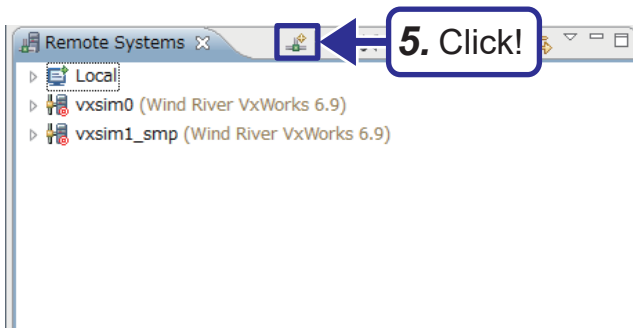 Remote Systems
5. Click!
Local
vxsim0 (Wind River VxWorks 6.9)
vxsim1_smp (Wind River VxWorks 6.9)